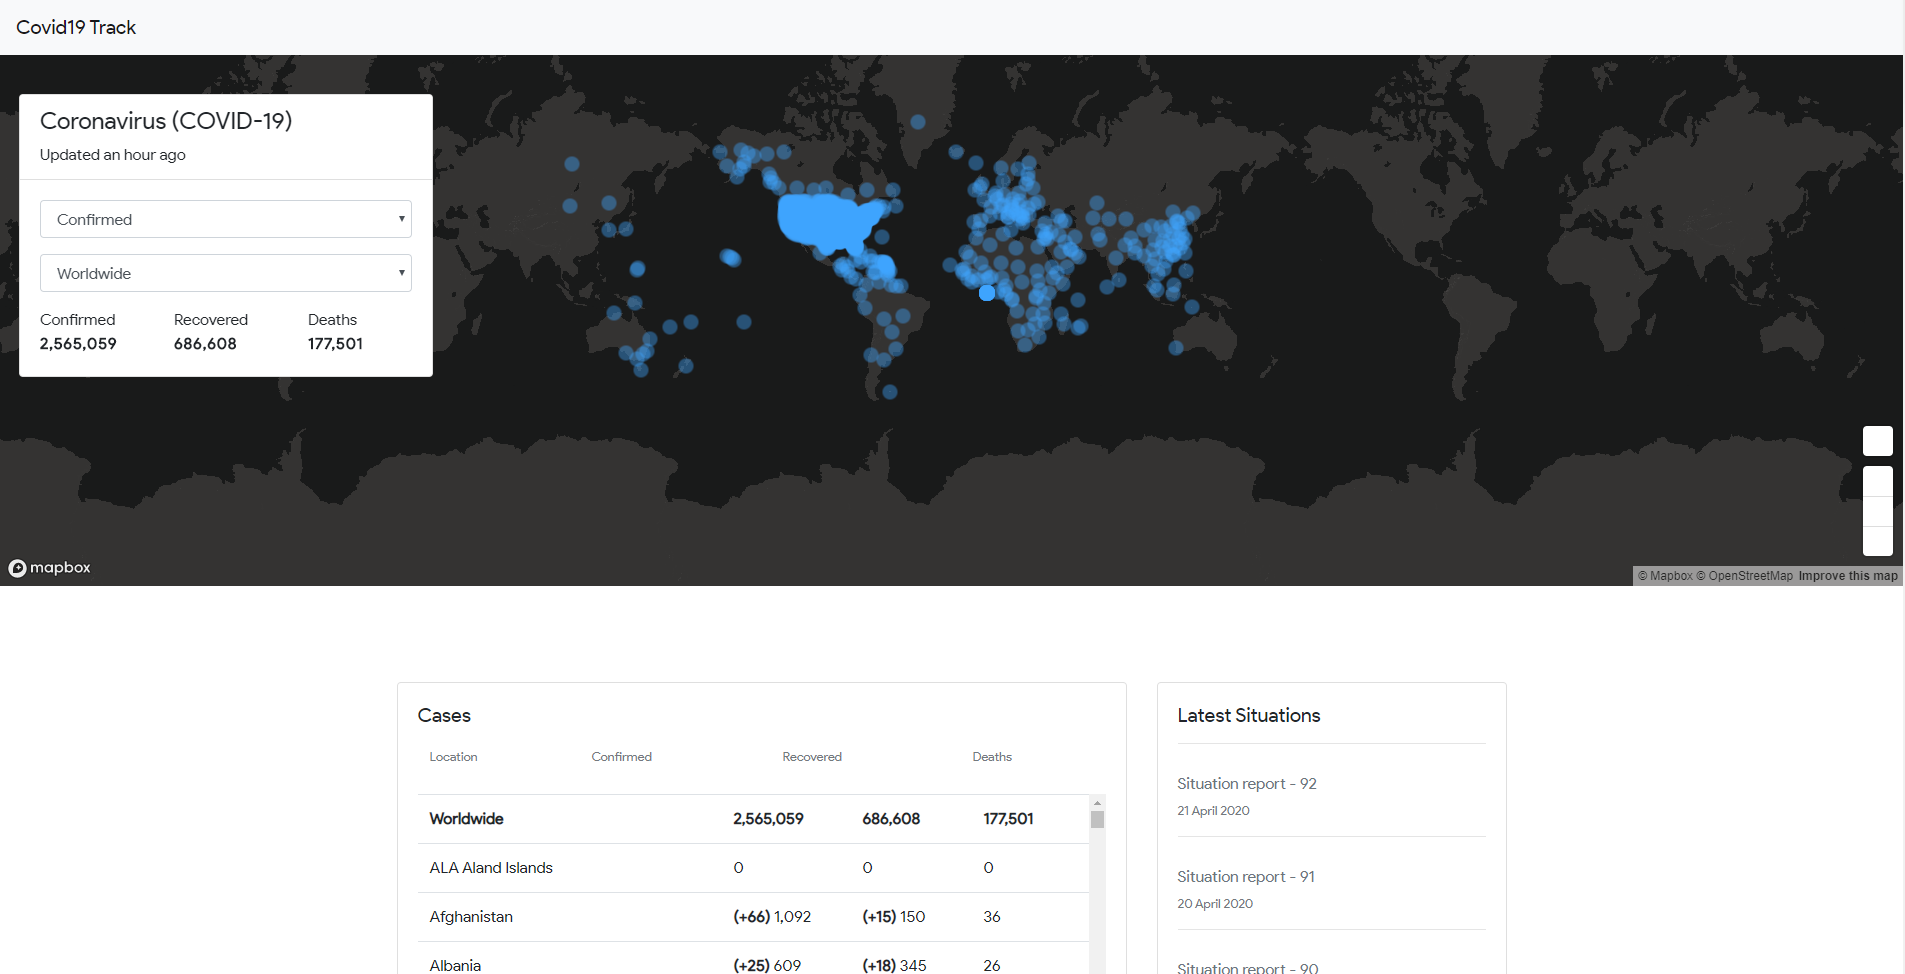 Covid19 Track
Coronavirus (COVID-19)
Updated an hour ago
Confirmed
Worldwide
Confirmed Recovered Deaths
2,565,059 686,608 177,501
mapbox
© Mapbox © OpenStreetMap Improve this map
Cases
Location Confirmed Recovered Deaths
Worldwide 2,565,059 686,608 177,501
ALA Aland Islands 0 0 0
Afghanistan (+66) 1,092 (+15) 150 36
Albania (+25) 609 (+18) 345 26
Latest Situations
Situation report - 92
21 April 2020
Situation report - 91
20 April 2020
Situation report - 90